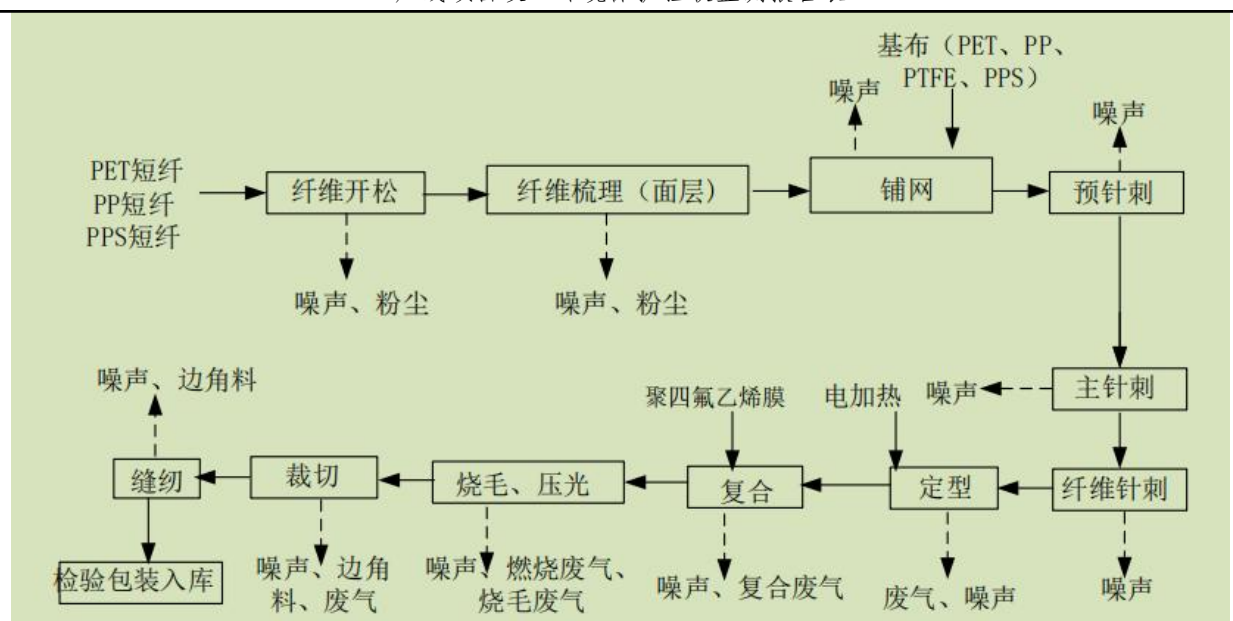 基布（PET、PP、
PTFE、PPS）
噪声
噪声
PET短纤
PP短纤
PPS短纤
纤维开松
纤维梳理（面层）
铺网
预针刺
噪声、粉尘
噪声、粉尘
噪声、边角料
聚四氟乙烯膜
电加热
噪声
主针刺
缝纫
裁切
烧毛、压光
复合
定型
纤维针刺
检验包装入库
噪声、边角
料、废气
噪声、燃烧废气、
烧毛废气
噪声、复合废气
废气、噪声
噪声